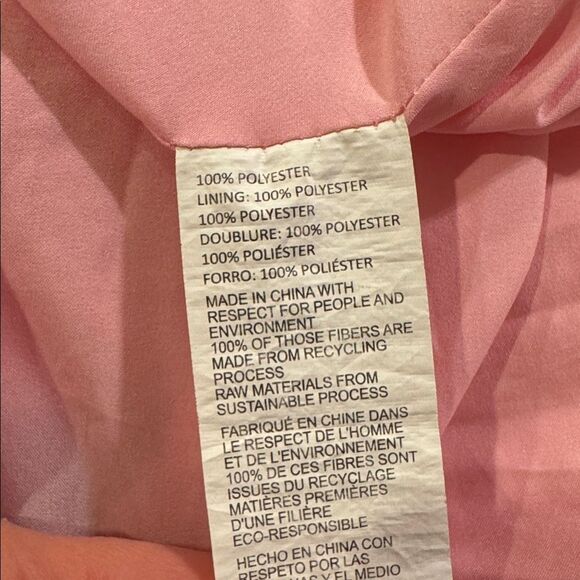 100% POLYESTER
LINING: 100% POLYESTER
100% POLYESTER
DOUBLURE: 100% POLYESTER
100% POLIÉSTER
FORRO: 100% POLIÉSTER
MADE IN CHINA WITH
RESPECT FOR PEOPLE AND
ENVIRONMENT
100% OF THOSE FIBERS ARE
MADE FROM RECYCLING
PROCESS
RAW MATERIALS FROM
SUSTAINABLE PROCESS
FABRIQUÉ EN CHINE DANS
LE RESPECT DE L'HOMME
ET DE L'ENVIRONNEMENT
100% DE CES FIBRES SONT
ISSUES DU RECYCLAGE
MATIÈRES PREMIÈRES
D'UNE FILIÈRE
ECO-RESPONSIBLE
HECHO EN CHINA CON
RESPETO POR LAS
Y EL MEDIO